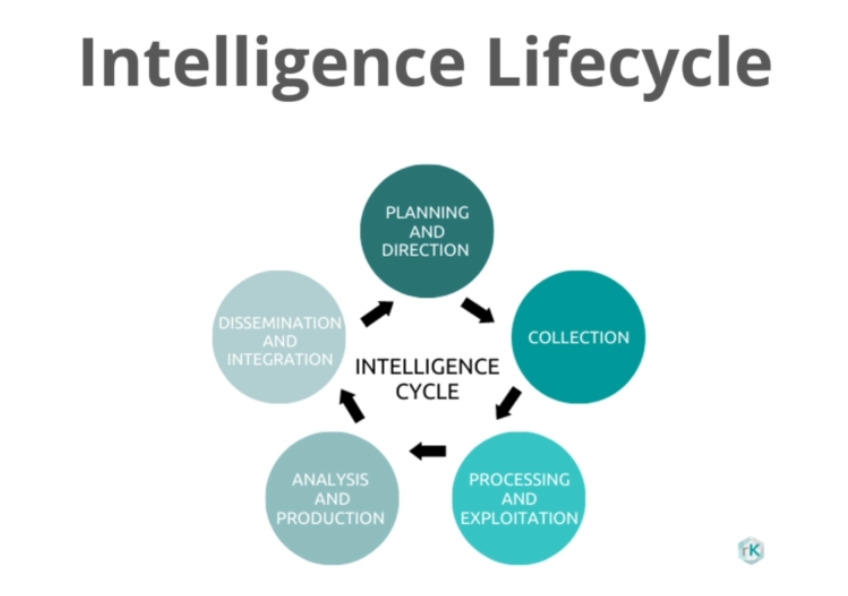 Intelligence Lifecycle
PLANNING
AND
DIRECTION
COLLECTION
PROCESSING
AND
EXPLOITATION
ANALYSIS
AND
PRODUCTION
DISSEMINATION
AND
INTEGRATION
INTELLIGENCE
CYCLE
rK